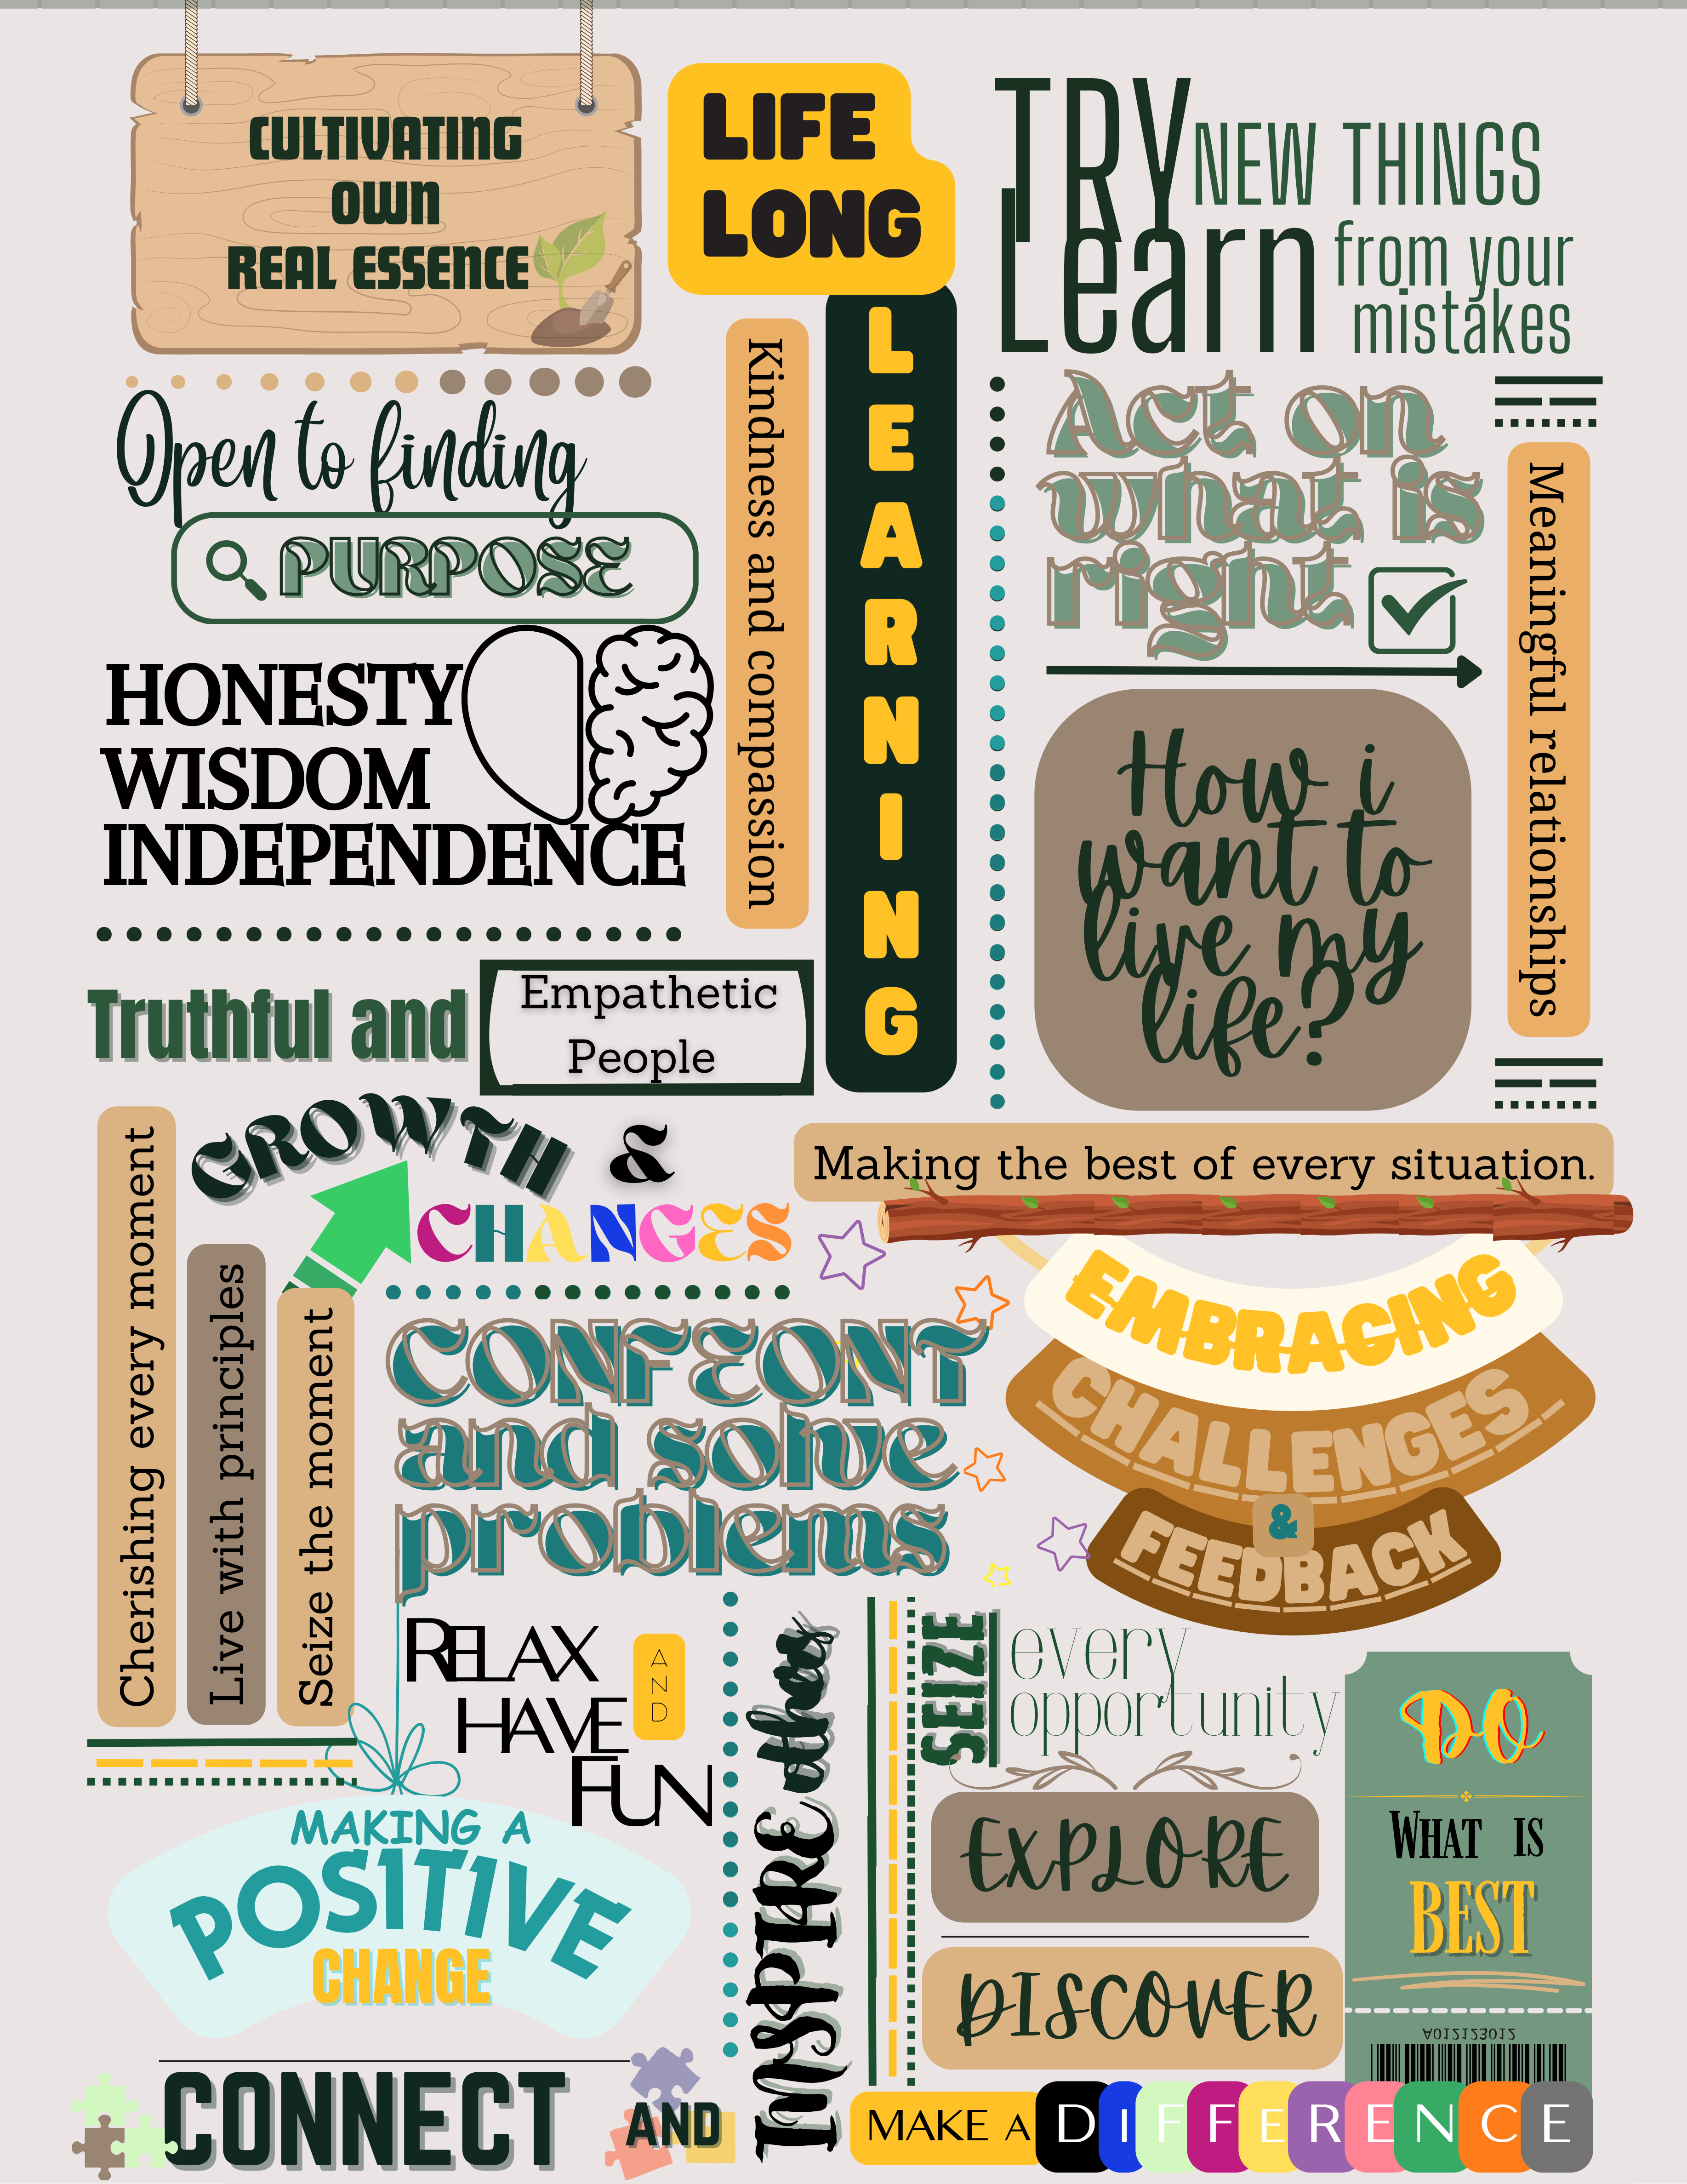 CULTIVATING
OWN
REAL ESSENCE
LIFE
LONG
LEARNING
TRY NEW THINGS
Learn from your
mistakes
Open to finding
PURPOSE
Kindness and compassion
Act on
what is
right
Meaningful relationships
HONESTY
WISDOM
INDEPENDENCE
How i
want to
live my
life?
Truthful and
Empathetic
People
GROWTH &
CHANGES
Making the best of every situation.
Cherishing every moment
Live with principles
Seize the moment
CONFEONT
and solve
problems
EMBRACING
CHALLENGES
&
FEEDBACK
RELAX
AND
HAVE
FUN
INSPIRE others
SEIZE
every
opportunity
DO
WHAT IS
BEST
A012123012
EXPLORE
DISCOVER
MAKING A
POSITIVE
CHANGE
CONNECT AND
MAKE A DIFFERENCE